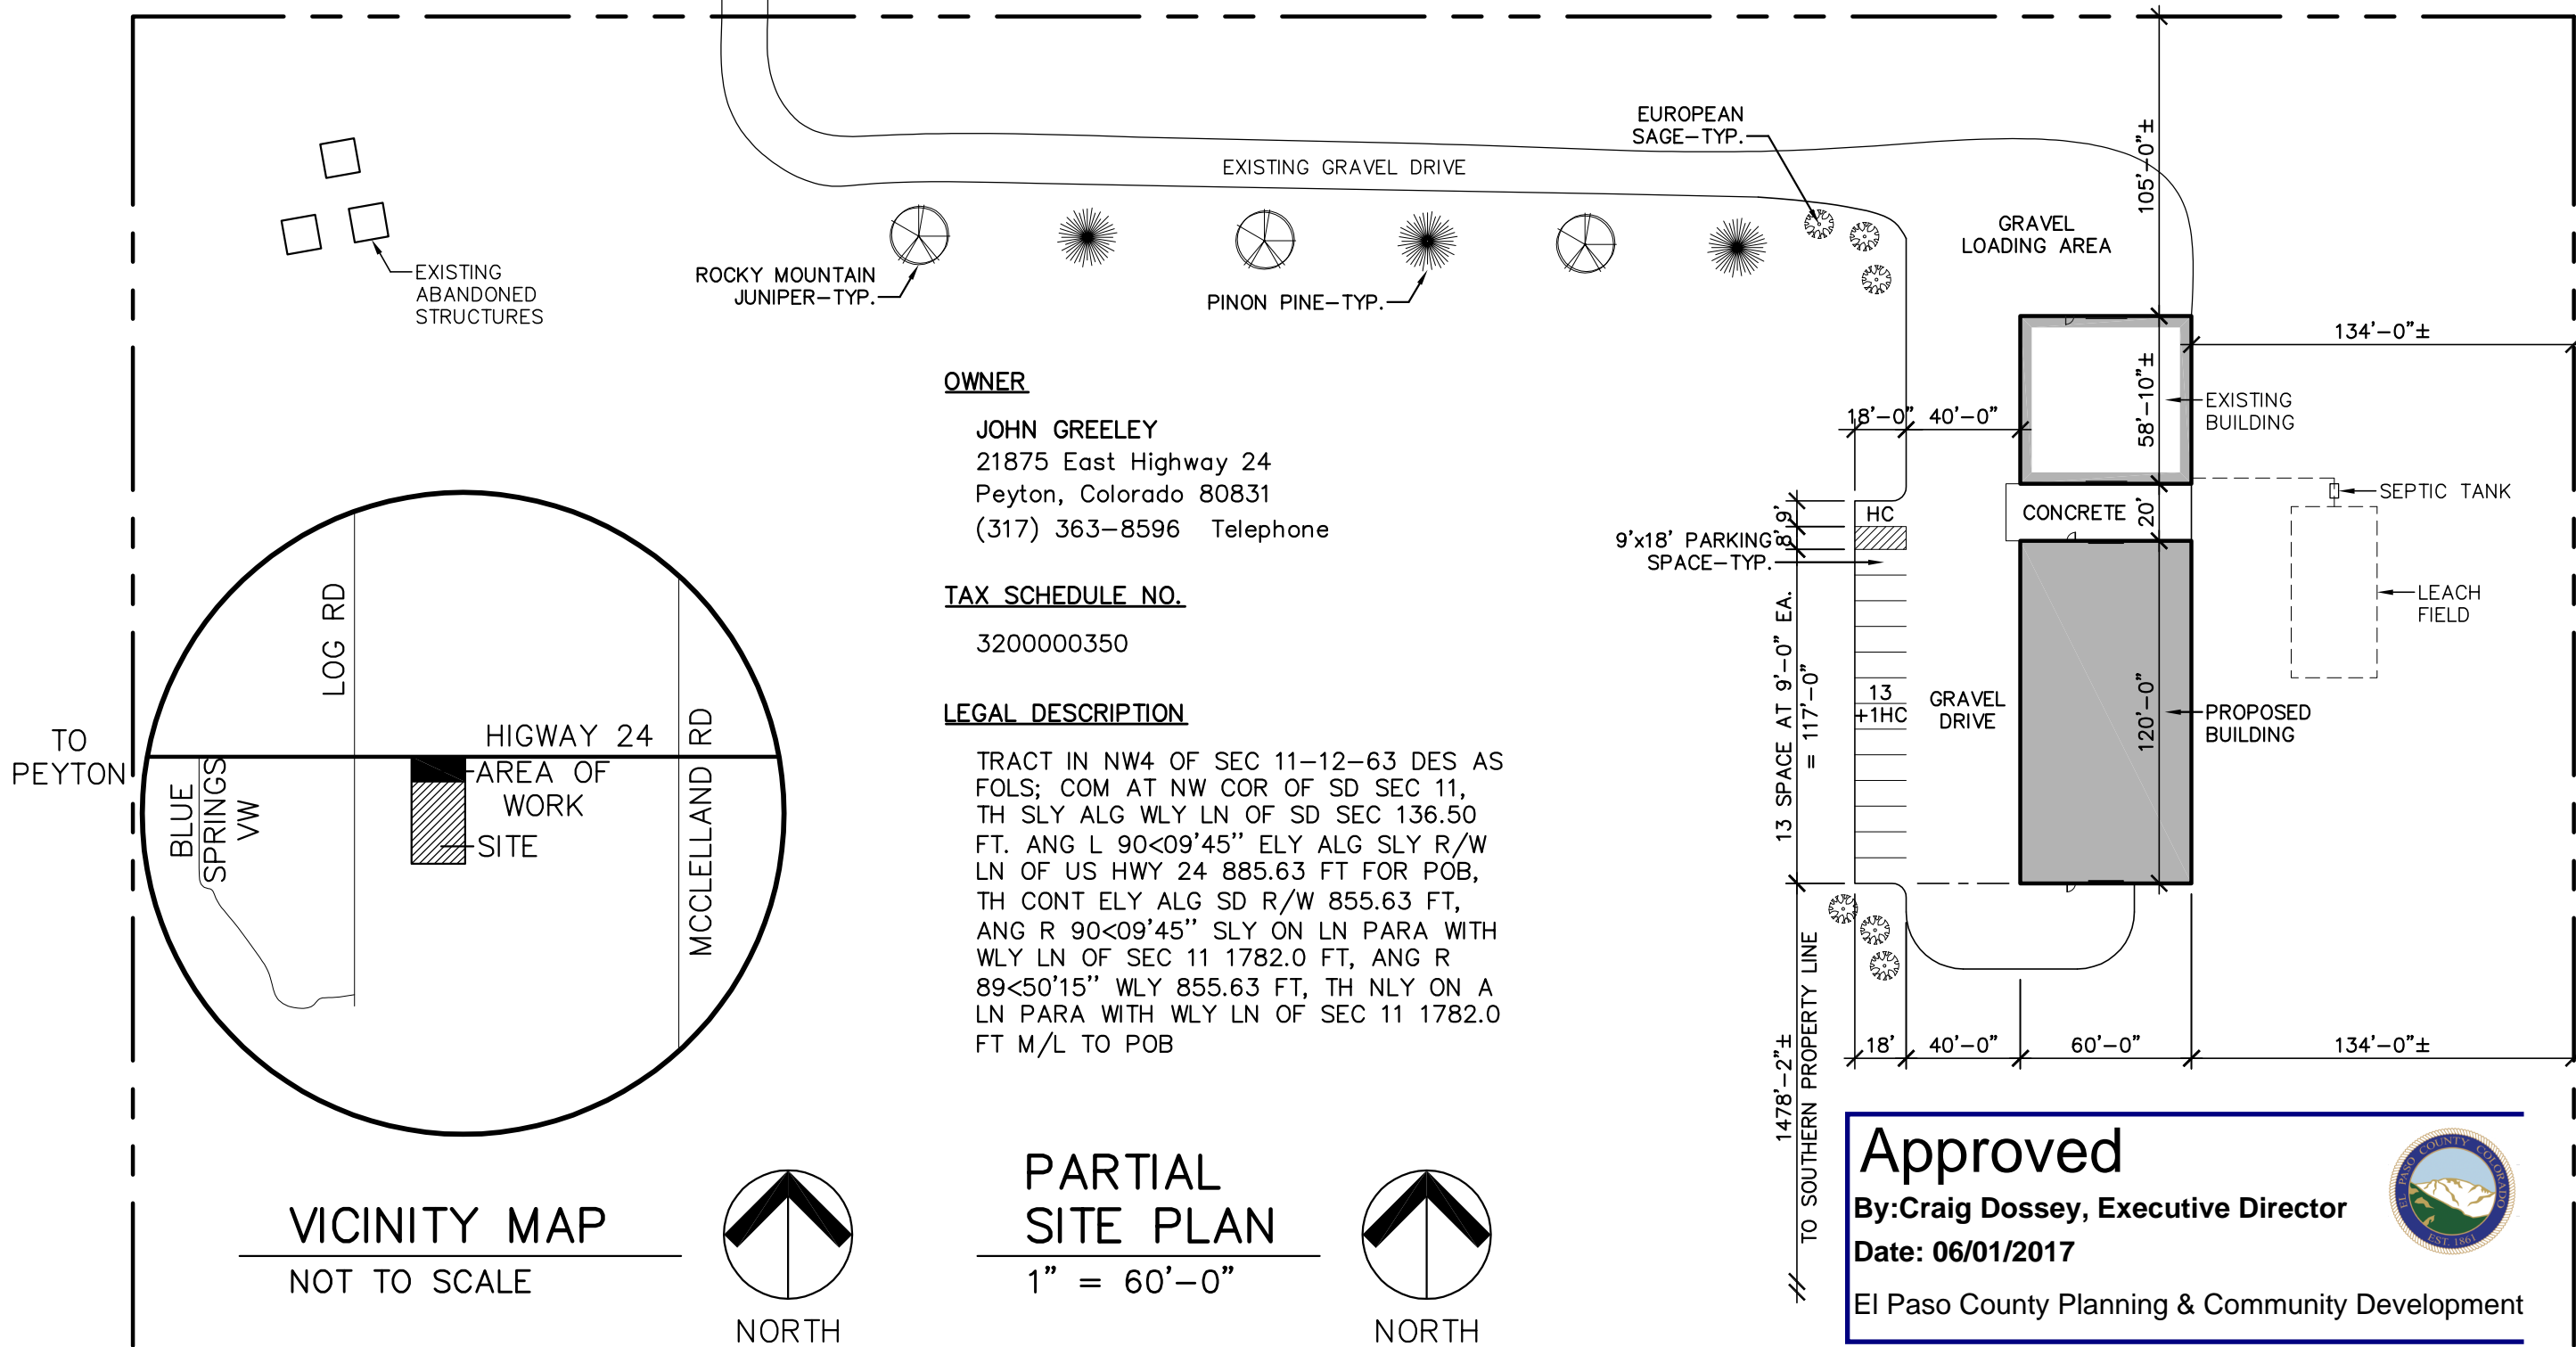 EXISTING GRAVEL DRIVE
EUROPEAN
SAGE-TYP.
105'-0"±
GRAVEL
LOADING AREA
EXISTING
ABANDONED
STRUCTURES
ROCKY MOUNTAIN
JUNIPER-TYP.
PINON PINE-TYP.
134'-0"±
58'-10"±
EXISTING
BUILDING
18'-0" 40'-0"
OWNER
JOHN GREELEY
21875 East Highway 24
Peyton, Colorado 80831
(317) 363-8596 Telephone
TAX SCHEDULE NO.
3200000350
LEGAL DESCRIPTION
TRACT IN NW4 OF SEC 11-12-63 DES AS
FOLS; COM AT NW COR OF SD SEC 11,
TH SLY ALG WLY LN OF SD SEC 136.50
FT. ANG L 90<09'45'' ELY ALG SLY R/W
LN OF US HWY 24 885.63 FT FOR POB,
TH CONT ELY ALG SD R/W 855.63 FT,
ANG R 90<09'45'' SLY ON LN PARA WITH
WLY LN OF SEC 11 1782.0 FT, ANG R
89<50'15'' WLY 855.63 FT, TH NLY ON A
LN PARA WITH WLY LN OF SEC 11 1782.0
FT M/L TO POB
SEPTIC TANK
CONCRETE
20'
HC
9'
8'
9'x18' PARKING
SPACE-TYP.
LEACH
FIELD
13 SPACE AT 9'-0" EA.
= 117'-0"
13
+1HC
GRAVEL
DRIVE
120'-0"
PROPOSED
BUILDING
18' 40'-0" 60'-0" 134'-0"±
1478'-2"±
TO SOUTHERN PROPERTY LINE
TO
PEYTON
LOG RD
HIGWAY 24
MCCLELLAND RD
AREA OF
WORK
SITE
BLUE
SPRINGS
VW
VICINITY MAP
NOT TO SCALE
NORTH
PARTIAL
SITE PLAN
1" = 60'-0"
NORTH
Approved
By:Craig Dossey, Executive Director
Date: 06/01/2017
El Paso County Planning & Community Development
EL PASO COUNTY COLORADO
EST. 1861